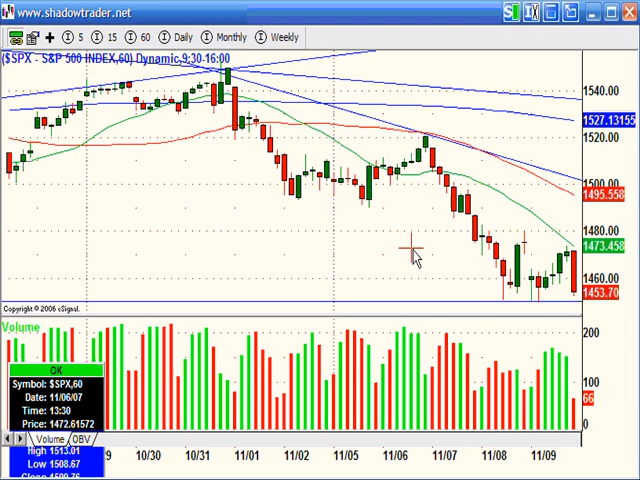 www.shadowtrader.net
5 15 60 Daily Monthly Weekly
($SPX - S&P 500 INDEX,60) Dynamic,9:30-16:00
1540.00
1527.13155
1520.00
1500.00
1495.558
1480.00
1473.458
1460.00
1453.70
Copyright © 2006 eSignal.
Volume
200
100
66
0
OK
Symbol: $SPX,60
Date: 11/06/07
Time: 13:30
Price: 1472.61572
Volume OBV
High 1513.01
Low 1508.67
9 10/30 10/31 11/01 11/02 11/05 11/06 11/07 11/08 11/09